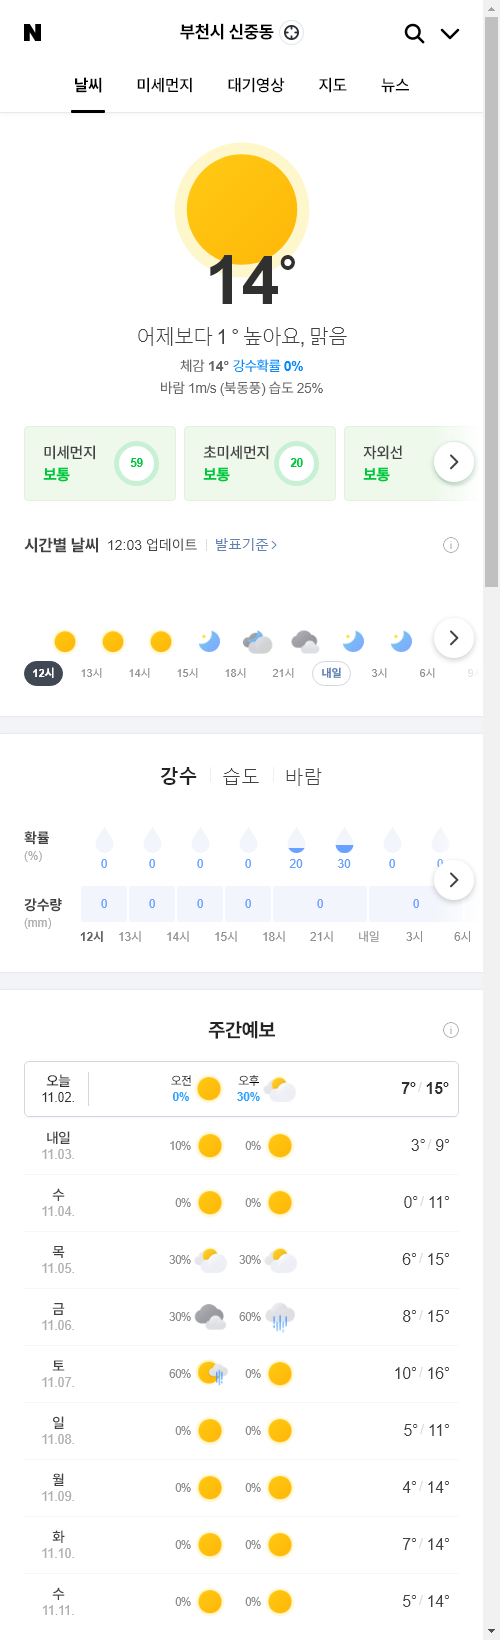 N
부천시 신중동
날씨 미세먼지 대기영상 지도 뉴스
14°
어제보다 1 ° 높아요, 맑음
체감 14° 강수확률 0%
바람 1m/s (북동풍) 습도 25%
미세먼지 보통 59
초미세먼지 보통 20
자외선 보통
시간별 날씨 12:03 업데이트 발표기준 >
12시 13시 14시 15시 18시 21시 내일 3시 6시
강수 습도 바람
확률 (%) 0 0 0 0 20 30 0 0
강수량 (mm) 0 0 0 0 0 0
12시 13시 14시 15시 18시 21시 내일 3시 6시
주간예보
오늘 11.02. 오전 0% 오후 30% 7° / 15°
내일 11.03. 10% 0% 3° / 9°
수 11.04. 0% 0% 0° / 11°
목 11.05. 30% 30% 6° / 15°
금 11.06. 30% 60% 8° / 15°
토 11.07. 60% 0% 10° / 16°
일 11.08. 0% 0% 5° / 11°
월 11.09. 0% 0% 4° / 14°
화 11.10. 0% 0% 7° / 14°
수 11.11. 0% 0% 5° / 14°